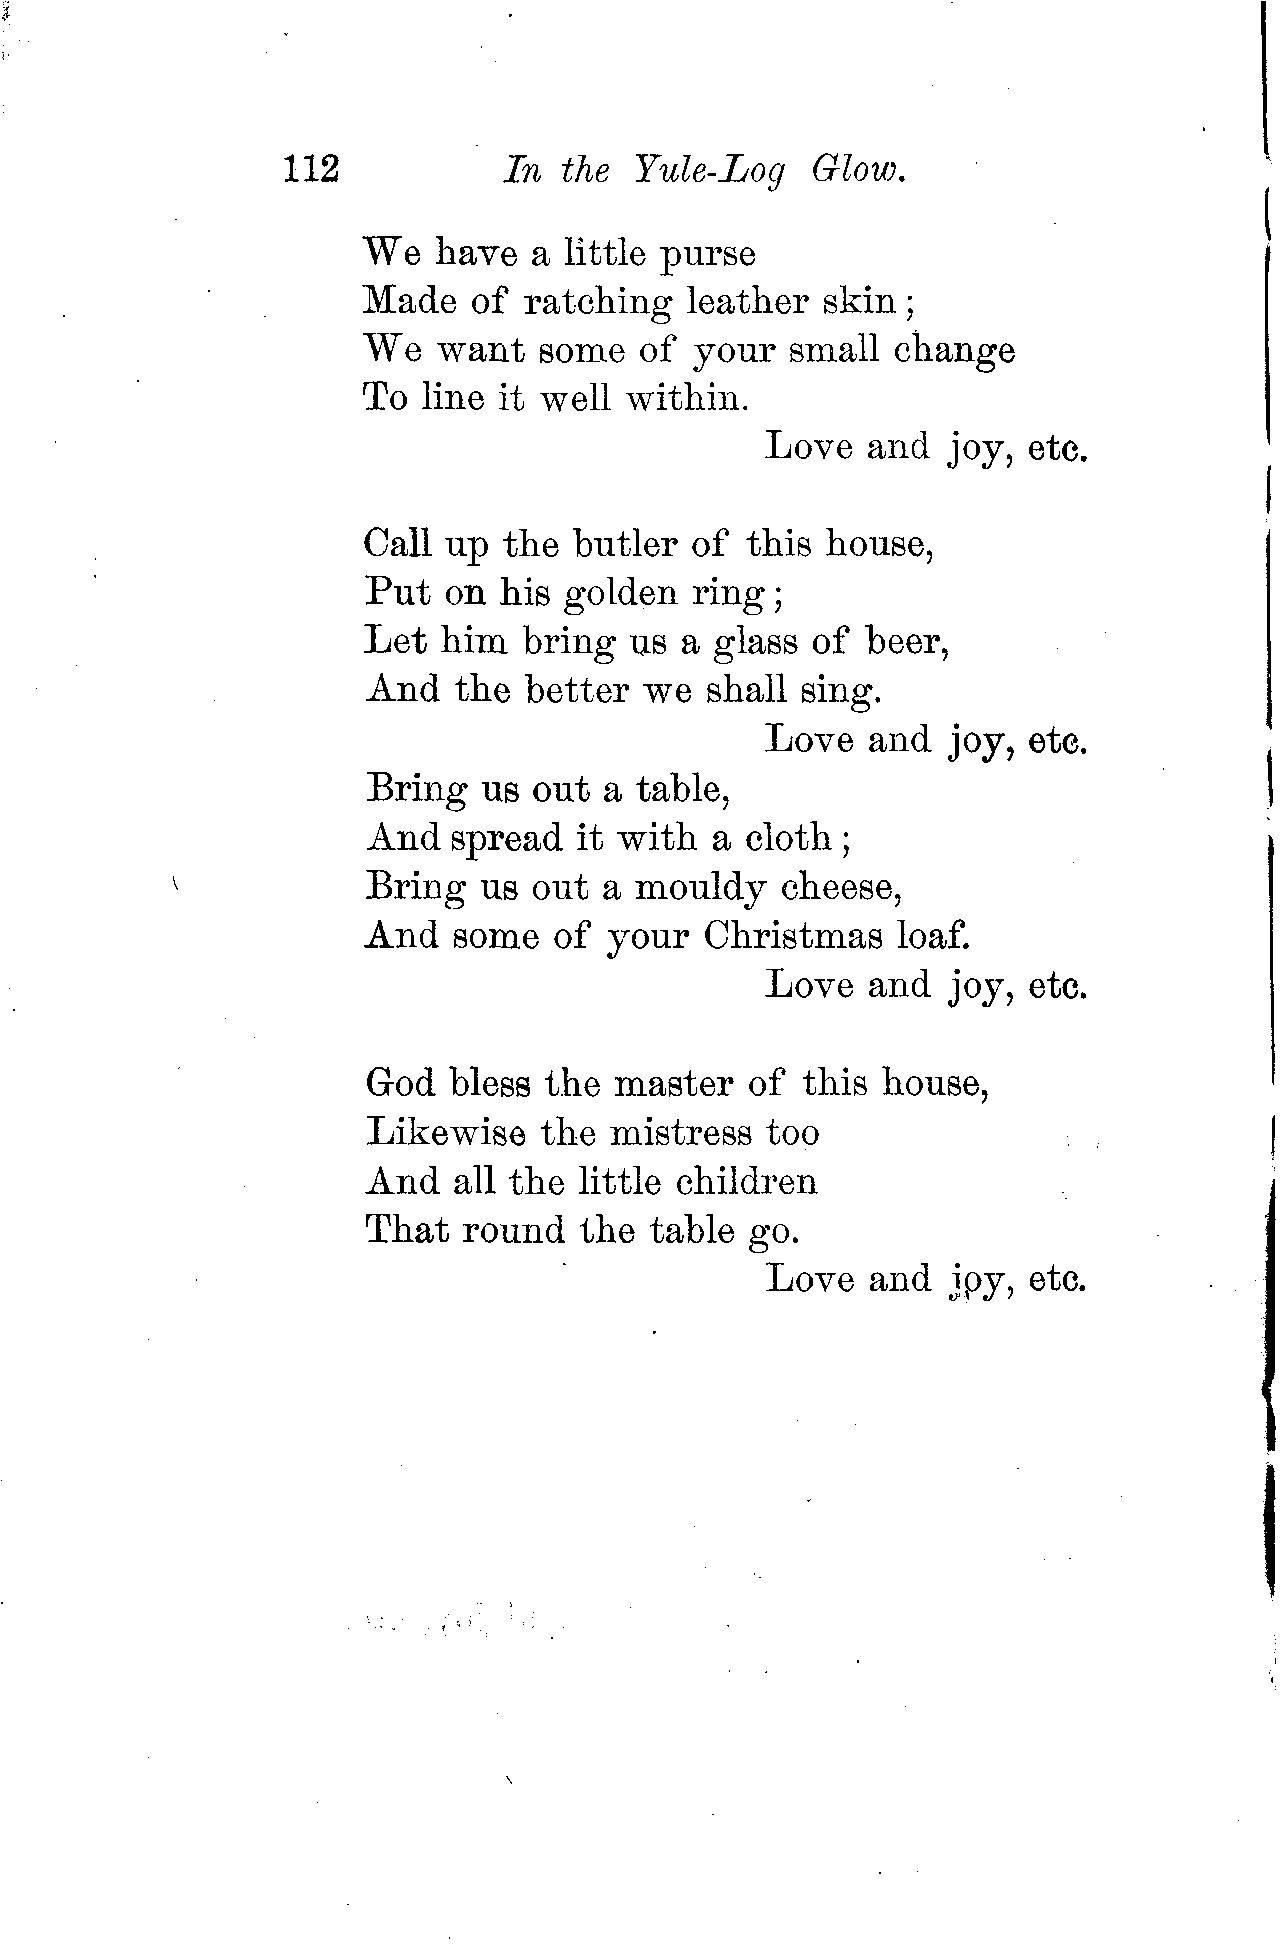 112 In the Yule-Log Glow.
We have a little purse
Made of ratching leather skin;
We want some of your small change
To line it well within.
Love and joy, etc.
Call up the butler of this house,
Put on his golden ring;
Let him bring us a glass of beer,
And the better we shall sing.
Love and joy, etc.
Bring us out a table,
And spread it with a cloth;
Bring us out a mouldy cheese,
And some of your Christmas loaf.
Love and joy, etc.
God bless the master of this house,
Likewise the mistress too
And all the little children
That round the table go.
Love and joy, etc.